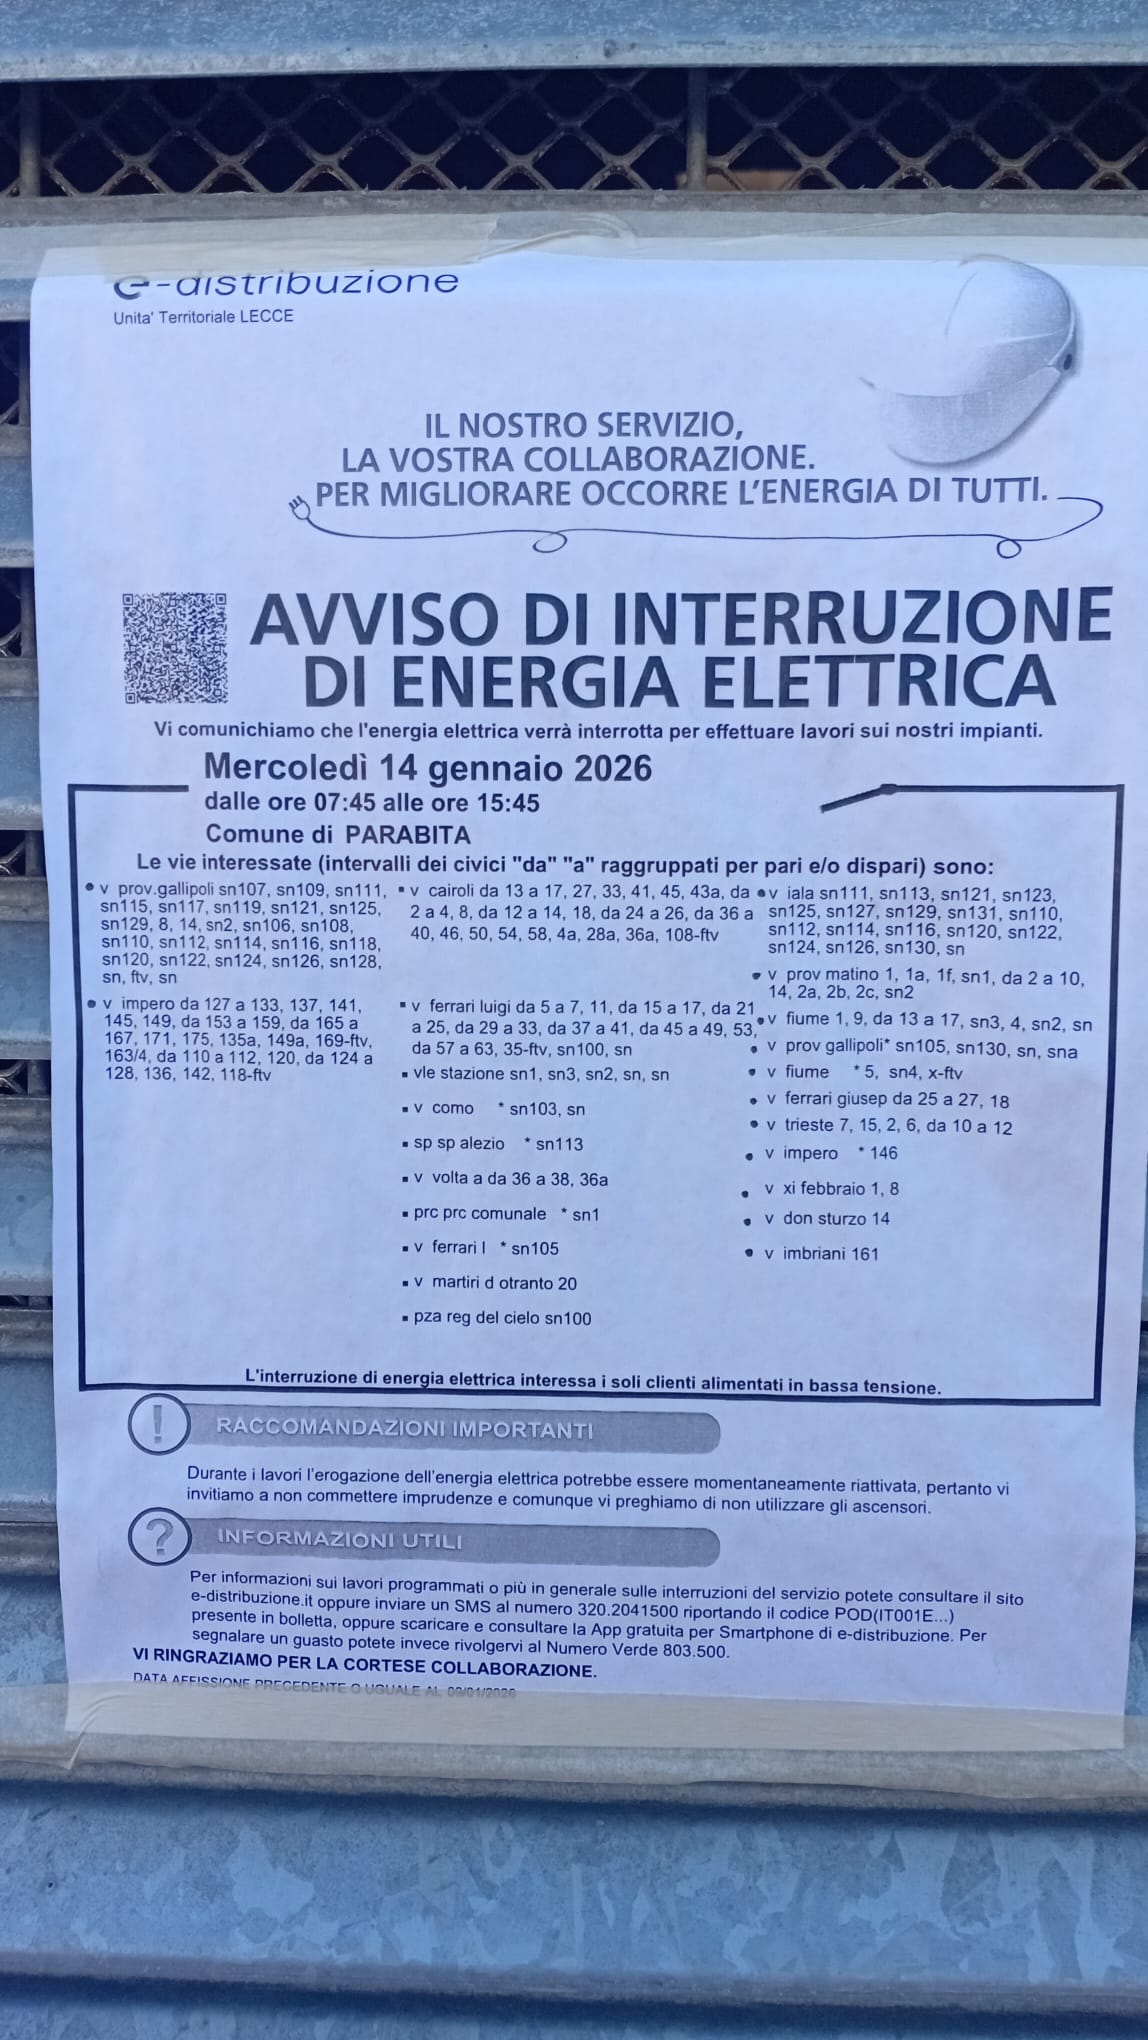 e-distribuzione
Unita' Territoriale LECCE
IL NOSTRO SERVIZIO,
LA VOSTRA COLLABORAZIONE.
PER MIGLIORARE OCCORRE L'ENERGIA DI TUTTI.
AVVISO DI INTERRUZIONE
DI ENERGIA ELETTRICA
Vi comunichiamo che l'energia elettrica verrà interrotta per effettuare lavori sui nostri impianti.
Mercoledì 14 gennaio 2026
dalle ore 07:45 alle ore 15:45
Comune di PARABITA
Le vie interessate (intervalli dei civici "da" "a" raggruppati per pari e/o dispari) sono:
• v prov.gallipoli sn107, sn109, sn111,
sn115, sn117, sn119, sn121, sn125,
sn129, 8, 14, sn2, sn106, sn108,
sn110, sn112, sn114, sn116, sn118,
sn120, sn122, sn124, sn126, sn128,
sn, ftv, sn
• v impero da 127 a 133, 137, 141,
145, 149, da 153 a 159, da 165 a
167, 171, 175, 135a, 149a, 169-ftv,
163/4, da 110 a 112, 120, da 124 a
128, 136, 142, 118-ftv
▪ v cairoli da 13 a 17, 27, 33, 41, 45, 43a, da
2 a 4, 8, da 12 a 14, 18, da 24 a 26, da 36 a
40, 46, 50, 54, 58, 4a, 28a, 36a, 108-ftv
▪ v ferrari luigi da 5 a 7, 11, da 15 a 17, da 21
a 25, da 29 a 33, da 37 a 41, da 45 a 49, 53,
da 57 a 63, 35-ftv, sn100, sn
▪ vle stazione sn1, sn3, sn2, sn, sn
▪ v como * sn103, sn
▪ sp sp alezio * sn113
▪ v volta a da 36 a 38, 36a
▪ prc prc comunale * sn1
▪ v ferrari l * sn105
▪ v martiri d otranto 20
▪ pza reg del cielo sn100
• v iala sn111, sn113, sn121, sn123,
sn125, sn127, sn129, sn131, sn110,
sn112, sn114, sn116, sn120, sn122,
sn124, sn126, sn130, sn
• v prov matino 1, 1a, 1f, sn1, da 2 a 10,
14, 2a, 2b, 2c, sn2
• v fiume 1, 9, da 13 a 17, sn3, 4, sn2, sn
• v prov gallipoli* sn105, sn130, sn, sna
• v fiume * 5, sn4, x-ftv
• v ferrari giusep da 25 a 27, 18
• v trieste 7, 15, 2, 6, da 10 a 12
• v impero * 146
• v xi febbraio 1, 8
• v don sturzo 14
• v imbriani 161
L'interruzione di energia elettrica interessa i soli clienti alimentati in bassa tensione.
! RACCOMANDAZIONI IMPORTANTI
Durante i lavori l'erogazione dell'energia elettrica potrebbe essere momentaneamente riattivata, pertanto vi
invitiamo a non commettere imprudenze e comunque vi preghiamo di non utilizzare gli ascensori.
? INFORMAZIONI UTILI
Per informazioni sui lavori programmati o più in generale sulle interruzioni del servizio potete consultare il sito
e-distribuzione.it oppure inviare un SMS al numero 320.2041500 riportando il codice POD(IT001E...)
presente in bolletta, oppure scaricare e consultare la App gratuita per Smartphone di e-distribuzione. Per
segnalare un guasto potete invece rivolgervi al Numero Verde 803.500.
VI RINGRAZIAMO PER LA CORTESE COLLABORAZIONE.
DATA AFFISSIONE PRECEDENTE O UGUALE AL 09/01/2026